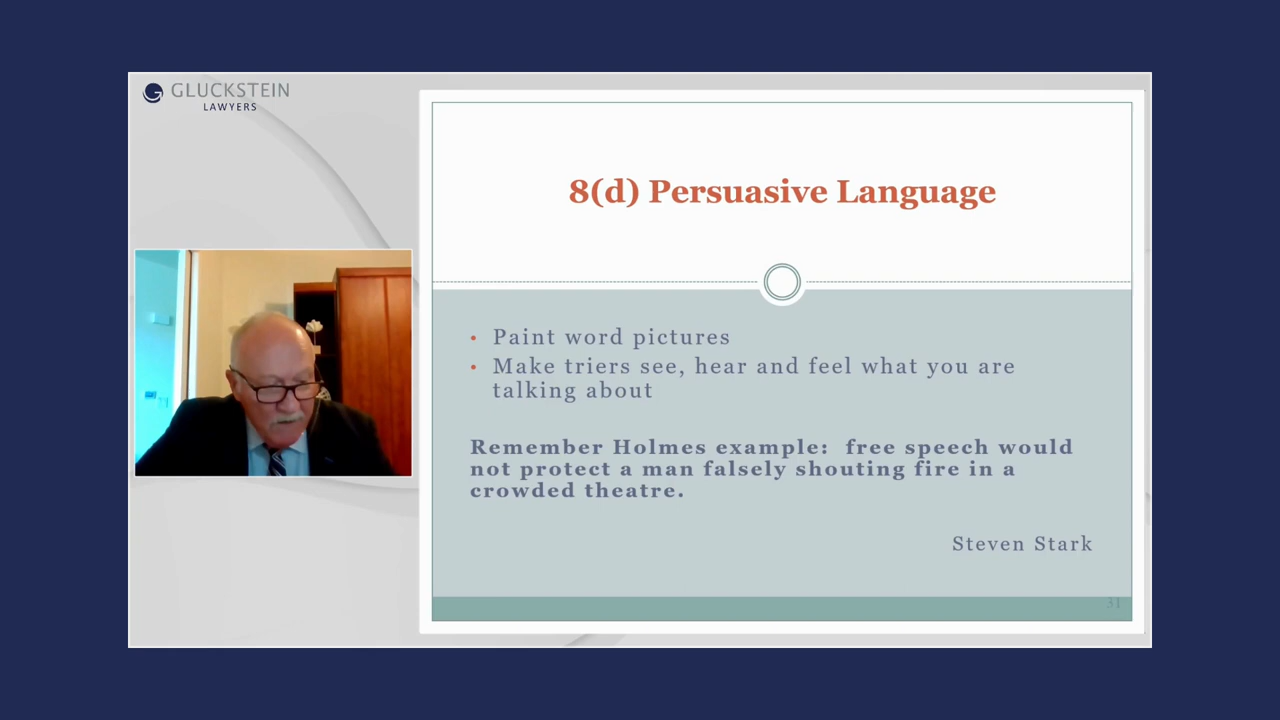 GLUCKSTEIN
LAWYERS
8(d) Persuasive Language
• Paint word pictures
• Make triers see, hear and feel what you are
talking about
Remember Holmes example: free speech would
not protect a man falsely shouting fire in a
crowded theatre.
Steven Stark
31